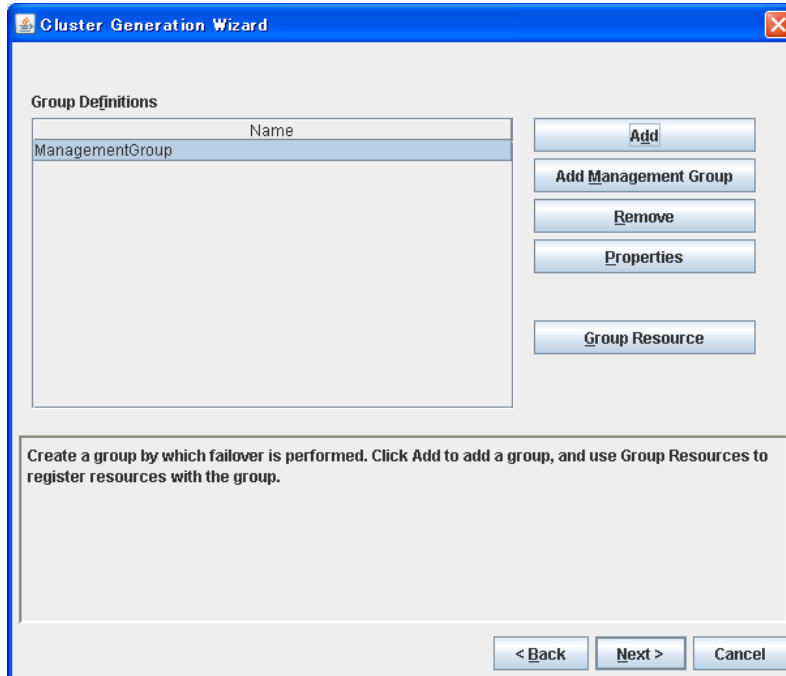 Cluster Generation Wizard
Group Definitions
Name
ManagementGroup
Add
Add Management Group
Remove
Properties
Group Resource
Create a group by which failover is performed. Click Add to add a group, and use Group Resources to
register resources with the group.
< Back
Next >
Cancel